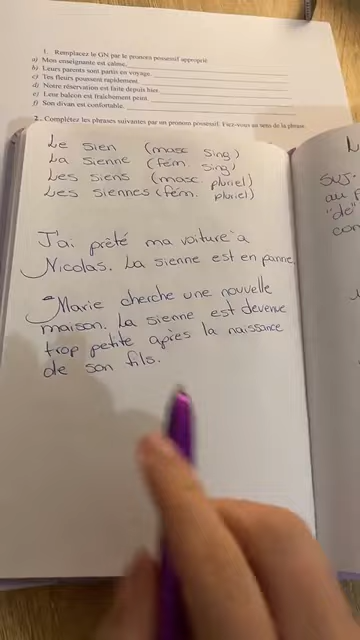 1. Remplacez le GN par le pronom possessif approprié.
a) Mon enseignante est calme.
b) Leurs parents sont partis en voyage.
c) Tes fleurs poussent rapidement.
d) Notre réservation est faite depuis hier.
e) Leur balcon est fraîchement peint.
f) Son divan est confortable.
2. Complétez les phrases suivantes par un pronom possessif. Fiez-vous au sens de la phrase.
Le sien (masc sing)
La sienne (fém. sing)
Les siens (masc. pluriel)
Les siennes (fém. pluriel)
J'ai prêté ma voiture à
Nicolas. La sienne est en panne.
Marie cherche une nouvelle
maison. La sienne est devenue
trop petite après la naissance
de son fils.
suj.
au p
"de"
con